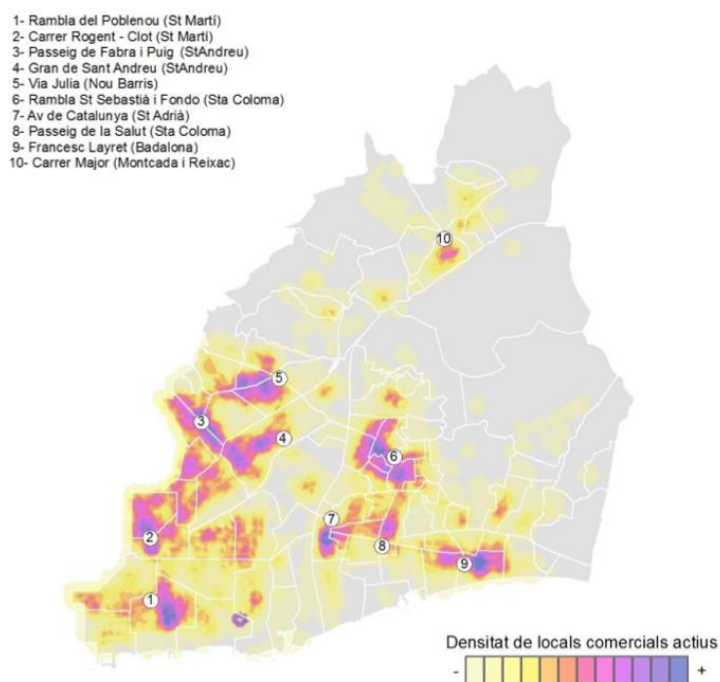 1- Rambla del Poblenou (St Martí)
2- Carrer Rogent - Clot (St Martí)
3- Passeig de Fabra i Puig (StAndreu)
4- Gran de Sant Andreu (StAndreu)
5- Via Julia (Nou Barris)
6- Rambla St Sebastià i Fondo (Sta Coloma)
7- Av de Catalunya (St Adrià)
8- Passeig de la Salut (Sta Coloma)
9- Francesc Layret (Badalona)
10- Carrer Major (Montcada i Reixac)
10
5
3
4
6
7
2
8
9
1
Densitat de locals comercials actius
- +